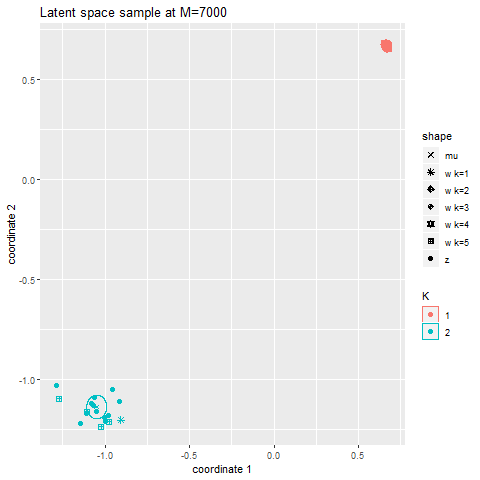 Latent space sample at M=7000
coordinate 2
0.5
0.0
-0.5
-1.0
-1.0
-0.5
0.0
0.5
coordinate 1
shape
mu
w k=1
w k=2
w k=3
w k=4
w k=5
z
K
1
2